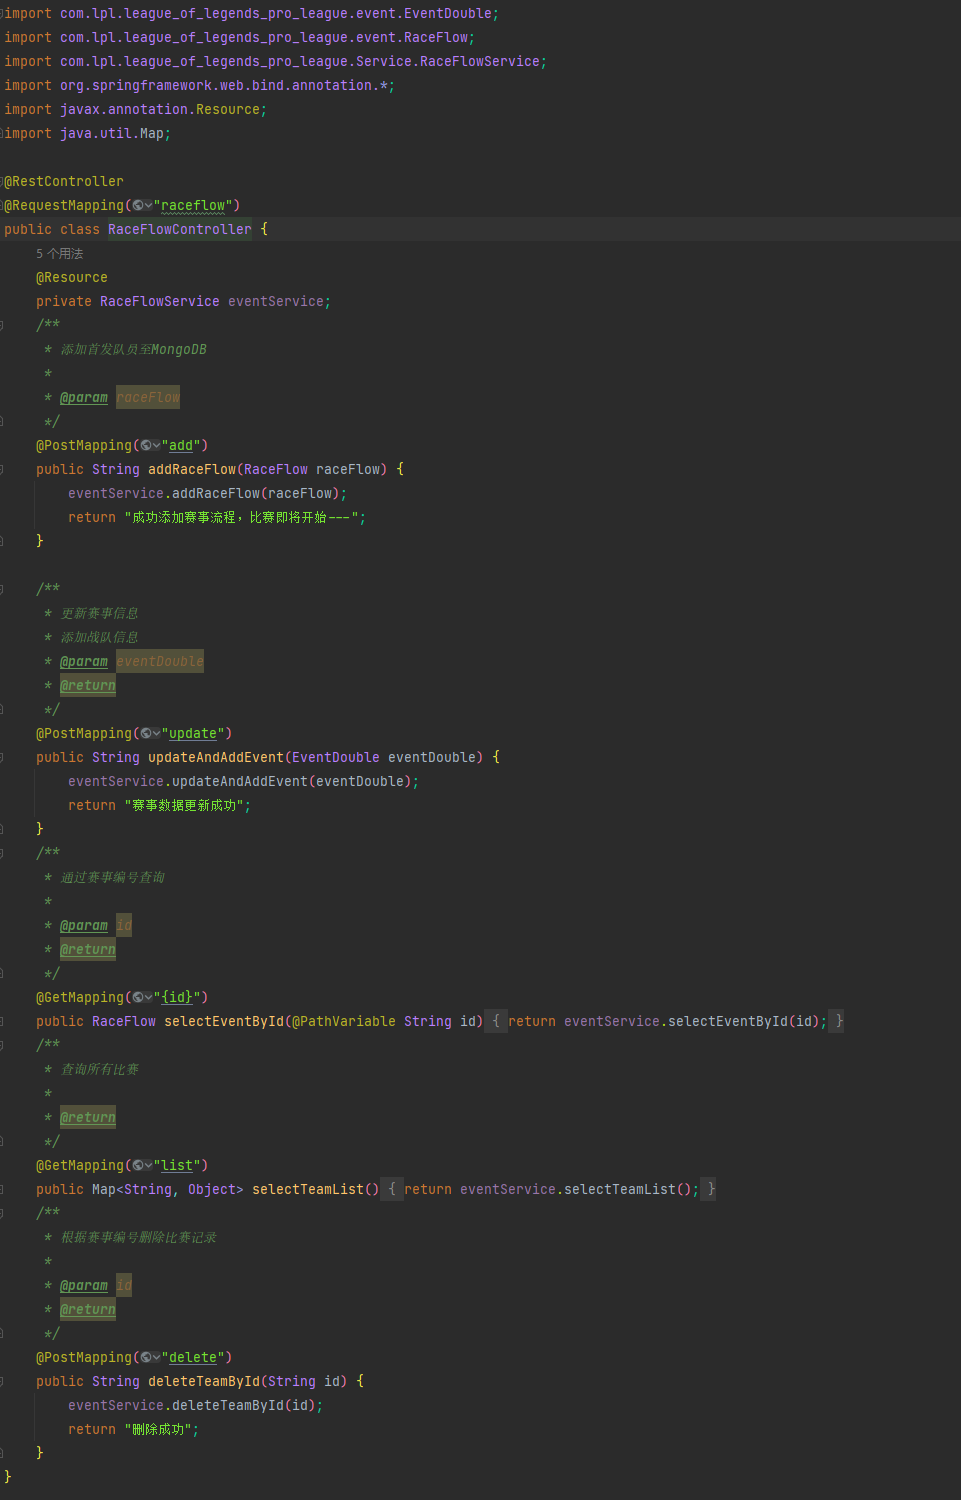 import com.lpl.league_of_legends_pro_league.event.EventDouble;
import com.lpl.league_of_legends_pro_league.event.RaceFlow;
import com.lpl.league_of_legends_pro_league.Service.RaceFlowService;
import org.springframework.web.bind.annotation.*;
import javax.annotation.Resource;
import java.util.Map;
@RestController
@RequestMapping("raceflow")
public class RaceFlowController {
5 个用法
@Resource
private RaceFlowService eventService;
/**
* 添加首发队员至MongoDB
*
* @param raceFlow
*/
@PostMapping("add")
public String addRaceFlow(RaceFlow raceFlow) {
eventService.addRaceFlow(raceFlow);
return "成功添加赛事流程，比赛即将开始---";
}
/**
* 更新赛事信息
* 添加战队信息
* @param eventDouble
* @return
*/
@PostMapping("update")
public String updateAndAddEvent(EventDouble eventDouble) {
eventService.updateAndAddEvent(eventDouble);
return "赛事数据更新成功";
}
/**
* 通过赛事编号查询
*
* @param id
* @return
*/
@GetMapping("{id}")
public RaceFlow selectEventById(@PathVariable String id) { return eventService.selectEventById(id); }
/**
* 查询所有比赛
*
* @return
*/
@GetMapping("list")
public Map<String, Object> selectTeamList() { return eventService.selectTeamList(); }
/**
* 根据赛事编号删除比赛记录
*
* @param id
* @return
*/
@PostMapping("delete")
public String deleteTeamById(String id) {
eventService.deleteTeamById(id);
return "删除成功";
}
}